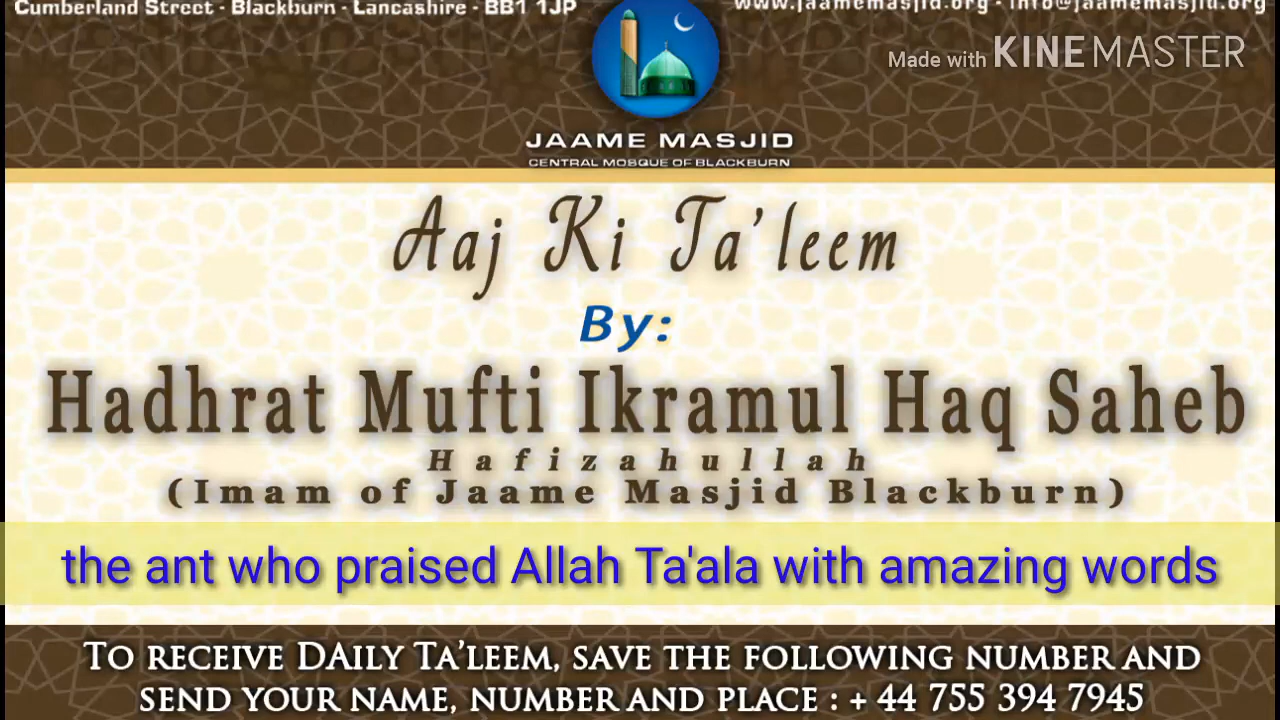 Cumberland Street - Blackburn - Lancashire - BB1 1JP
www.jaamemasjid.org - info@jaamemasjid.org
Made with KINEMASTER
JAAME MASJID
CENTRAL MOSQUE OF BLACKBURN
Aaj Ki Ta'leem
By:
Hadhrat Mufti Ikramul Haq Saheb
Hafizahullah
(Imam of Jaame Masjid Blackburn)
the ant who praised Allah Ta'ala with amazing words
TO RECEIVE DAILY TA'LEEM, SAVE THE FOLLOWING NUMBER AND
SEND YOUR NAME, NUMBER AND PLACE : + 44 755 394 7945